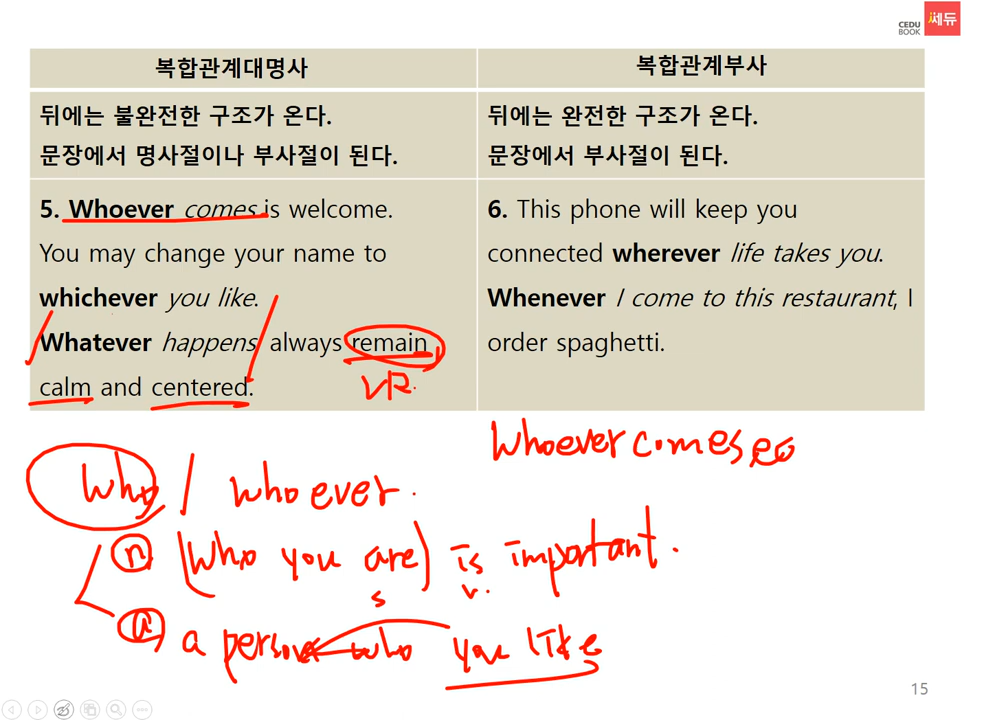 CEDU
BOOK
쎄듀
복합관계대명사
복합관계부사
뒤에는 불완전한 구조가 온다.
문장에서 명사절이나 부사절이 된다.
뒤에는 완전한 구조가 온다.
문장에서 부사절이 된다.
5. Whoever comes is welcome.
You may change your name to
whichever you like.
Whatever happens always remain
calm and centered.
VR.
6. This phone will keep you
connected wherever life takes you.
Whenever I come to this restaurant, I
order spaghetti.
Whoever comes
who / whoever.
n (who you are) is important.
s v.
a a person who you like
15